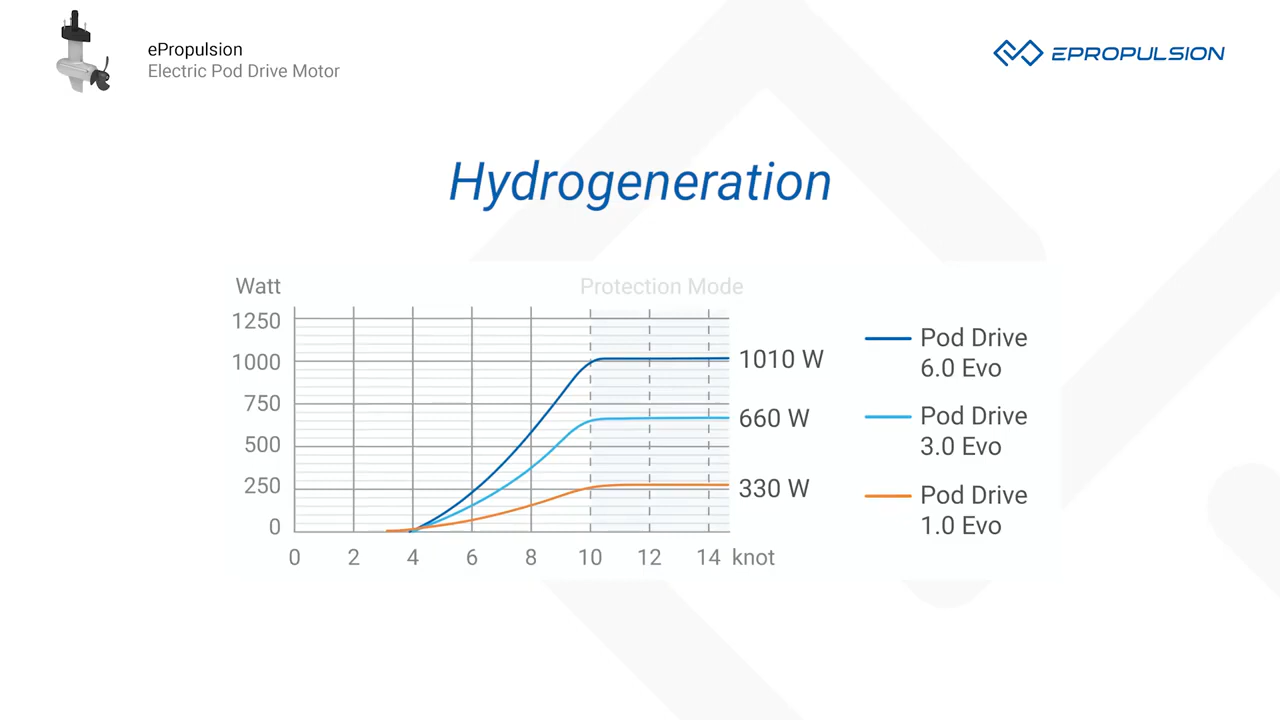 ePropulsion
Electric Pod Drive Motor
EPROPULSION
Hydrogeneration
Watt
Protection Mode
1250
1000
750
500
250
0
0 2 4 6 8 10 12 14 knot
1010 W
660 W
330 W
Pod Drive
6.0 Evo
Pod Drive
3.0 Evo
Pod Drive
1.0 Evo